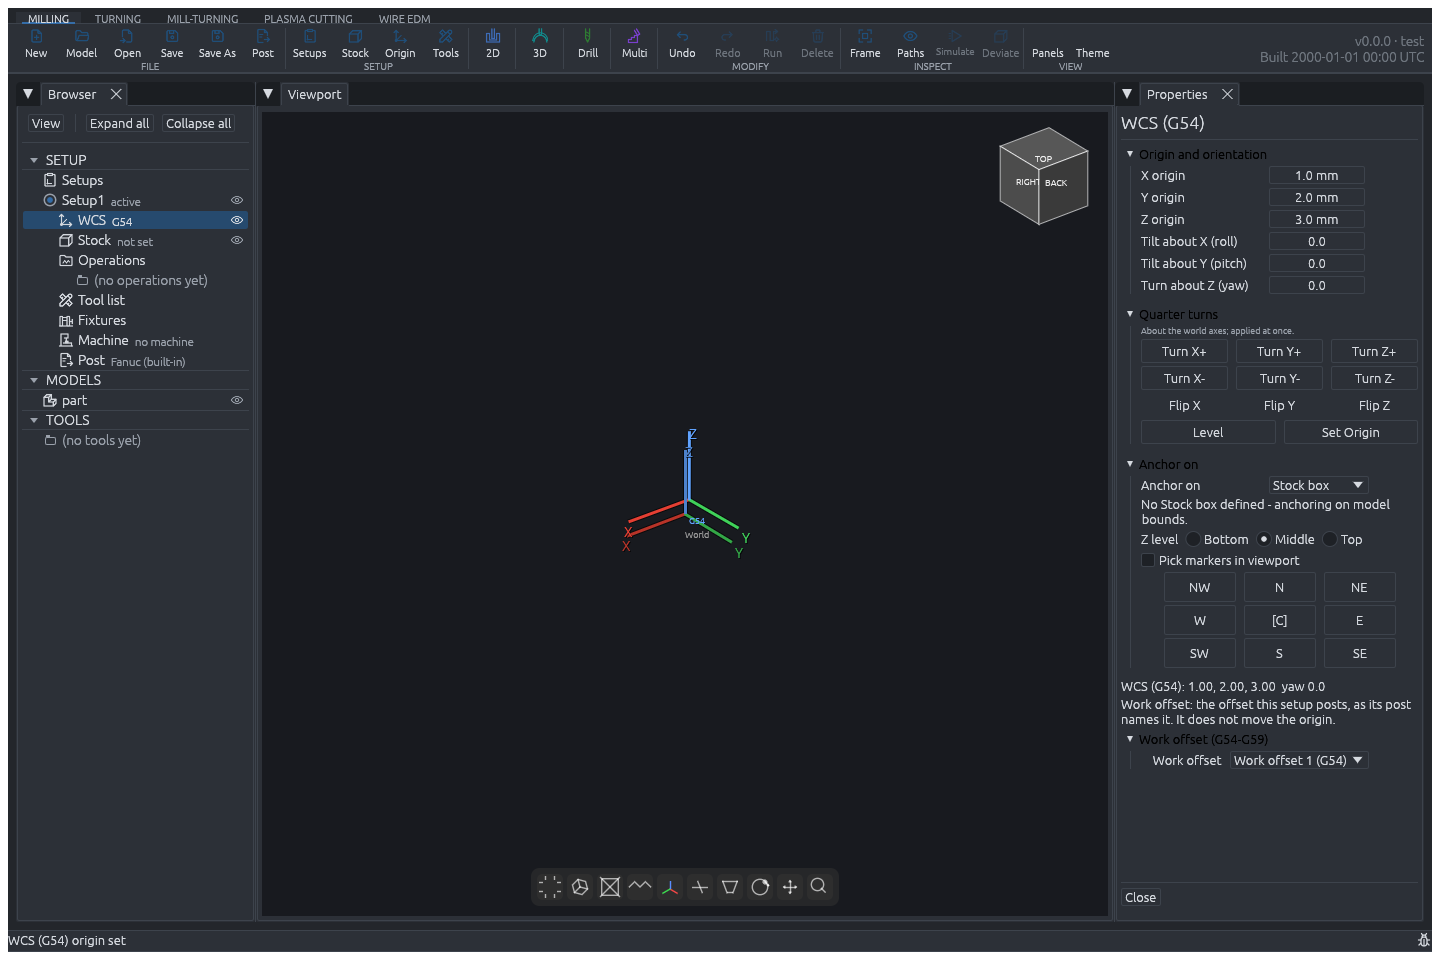 MILLING TURNING MILL-TURNING PLASMA CUTTING WIRE EDM
New Model Open Save Save As Post Setups Stock Origin Tools 2D 3D Drill Multi Undo Redo Run Delete Frame Paths Simulate Deviate Panels Theme
FILE SETUP MODIFY INSPECT VIEW
v0.0.0 · test
Built 2000-01-01 00:00 UTC
Browser
View Expand all Collapse all
SETUP
Setups
Setup1 active
WCS G54
Stock not set
Operations
(no operations yet)
Tool list
Fixtures
Machine no machine
Post Fanuc (built-in)
MODELS
part
TOOLS
(no tools yet)
Viewport
TOP
RIGHT BACK
Z
Z
G54
World
X
X
Y
Y
Properties
WCS (G54)
Origin and orientation
X origin 1.0 mm
Y origin 2.0 mm
Z origin 3.0 mm
Tilt about X (roll) 0.0
Tilt about Y (pitch) 0.0
Turn about Z (yaw) 0.0
Quarter turns
About the world axes; applied at once.
Turn X+ Turn Y+ Turn Z+
Turn X- Turn Y- Turn Z-
Flip X Flip Y Flip Z
Level Set Origin
Anchor on
Anchor on Stock box
No Stock box defined - anchoring on model
bounds.
Z level Bottom Middle Top
Pick markers in viewport
NW N NE
W [C] E
SW S SE
WCS (G54): 1.00, 2.00, 3.00 yaw 0.0
Work offset: the offset this setup posts, as its post
names it. It does not move the origin.
Work offset (G54-G59)
Work offset Work offset 1 (G54)
Close
WCS (G54) origin set